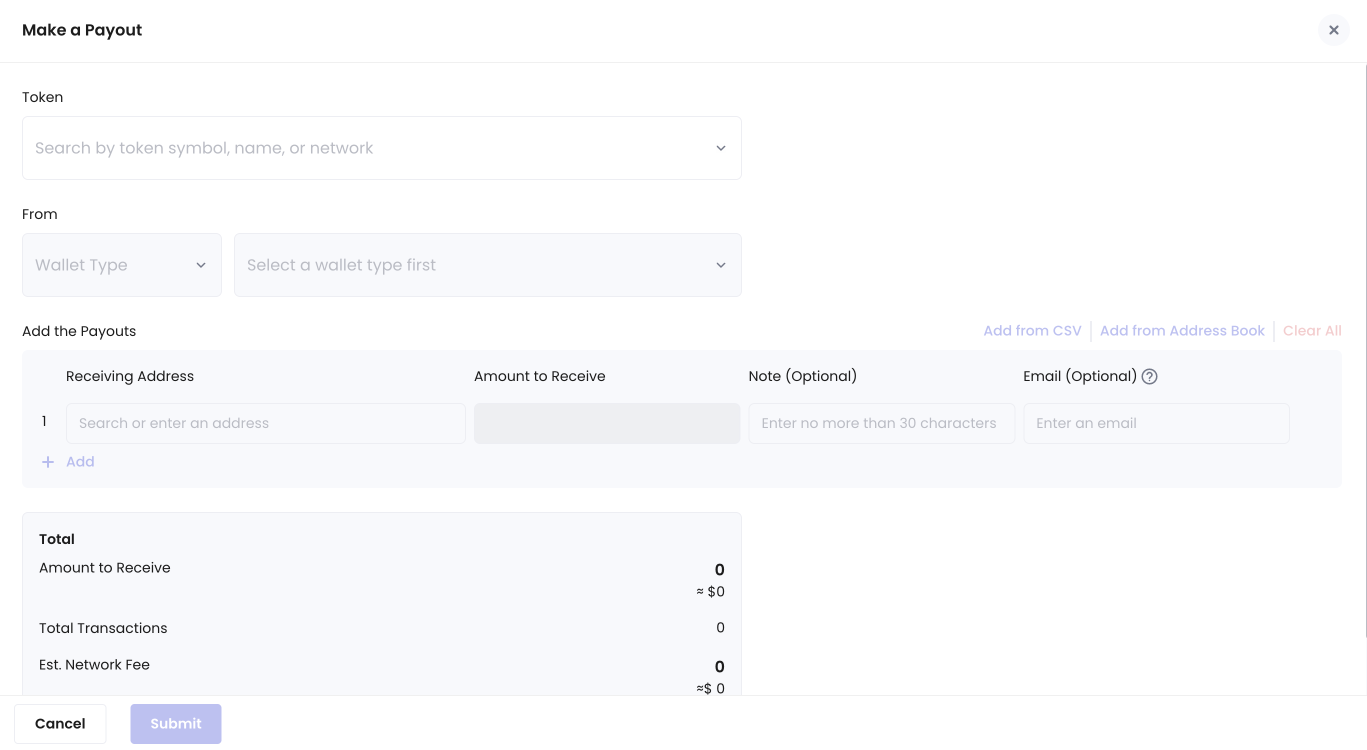 Make a Payout
Token
Search by token symbol, name, or network
From
Wallet Type
Select a wallet type first
Add the Payouts
Add from CSV
Add from Address Book
Clear All
Receiving Address
Amount to Receive
Note (Optional)
Email (Optional) ?
1
Search or enter an address
Enter no more than 30 characters
Enter an email
+ Add
Total
Amount to Receive
0
≈ $0
Total Transactions
0
Est. Network Fee
0
≈$ 0
Cancel
Submit